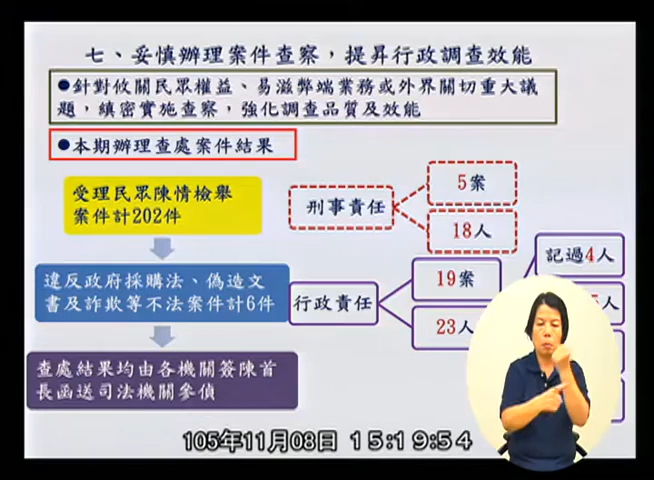 七、妥慎辦理案件查察，提昇行政調查效能
●針對攸關民眾權益、易滋弊端業務或外界關切重大議
題，縝密實施查察，強化調查品質及效能
●本期辦理查處案件結果
受理民眾陳情檢舉
案件計202件
違反政府採購法、偽造文
書及詐欺等不法案件計6件
查處結果均由各機關簽陳首
長函送司法機關參偵
刑事責任
5案
18人
行政責任
19案
23人
記過4人
人
105年11月08日 15:19:54